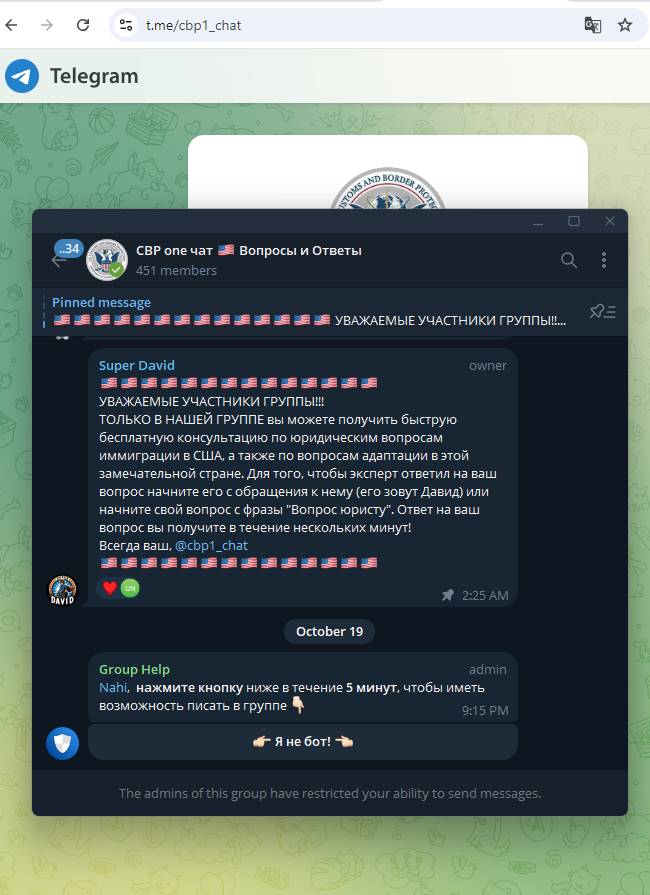 t.me/cbp1_chat
Telegram
CUSTOMS AND BORDER PROTEC
..34
CBP one чат 🇺🇸 Вопросы и Ответы
451 members
Pinned message
🇺🇸 🇺🇸 🇺🇸 🇺🇸 🇺🇸 🇺🇸 🇺🇸 🇺🇸 🇺🇸 🇺🇸 🇺🇸 🇺🇸 🇺🇸 🇺🇸 УВАЖАЕМЫЕ УЧАСТНИКИ ГРУППЫ!!...
Super David owner
🇺🇸 🇺🇸 🇺🇸 🇺🇸 🇺🇸 🇺🇸 🇺🇸 🇺🇸 🇺🇸 🇺🇸 🇺🇸 🇺🇸 🇺🇸 🇺🇸
УВАЖАЕМЫЕ УЧАСТНИКИ ГРУППЫ!!!
ТОЛЬКО В НАШЕЙ ГРУППЕ вы можете получить быструю
бесплатную консультацию по юридическим вопросам
иммиграции в США, а также по вопросам адаптации в этой
замечательной стране. Для того, чтобы эксперт ответил на ваш
вопрос начните его с обращения к нему (его зовут Давид) или
начните свой вопрос с фразы "Вопрос юристу". Ответ на ваш
вопрос вы получите в течение нескольких минут!
Всегда ваш, @cbp1_chat
🇺🇸 🇺🇸 🇺🇸 🇺🇸 🇺🇸 🇺🇸 🇺🇸 🇺🇸 🇺🇸 🇺🇸 🇺🇸 🇺🇸 🇺🇸 🇺🇸
DAVID
❤️ UN
2:25 AM
October 19
Group Help admin
Nahi, нажмите кнопку ниже в течение 5 минут, чтобы иметь
возможность писать в группе 👇🏻
9:15 PM
👉🏻 Я не бот! 👈🏻
The admins of this group have restricted your ability to send messages.